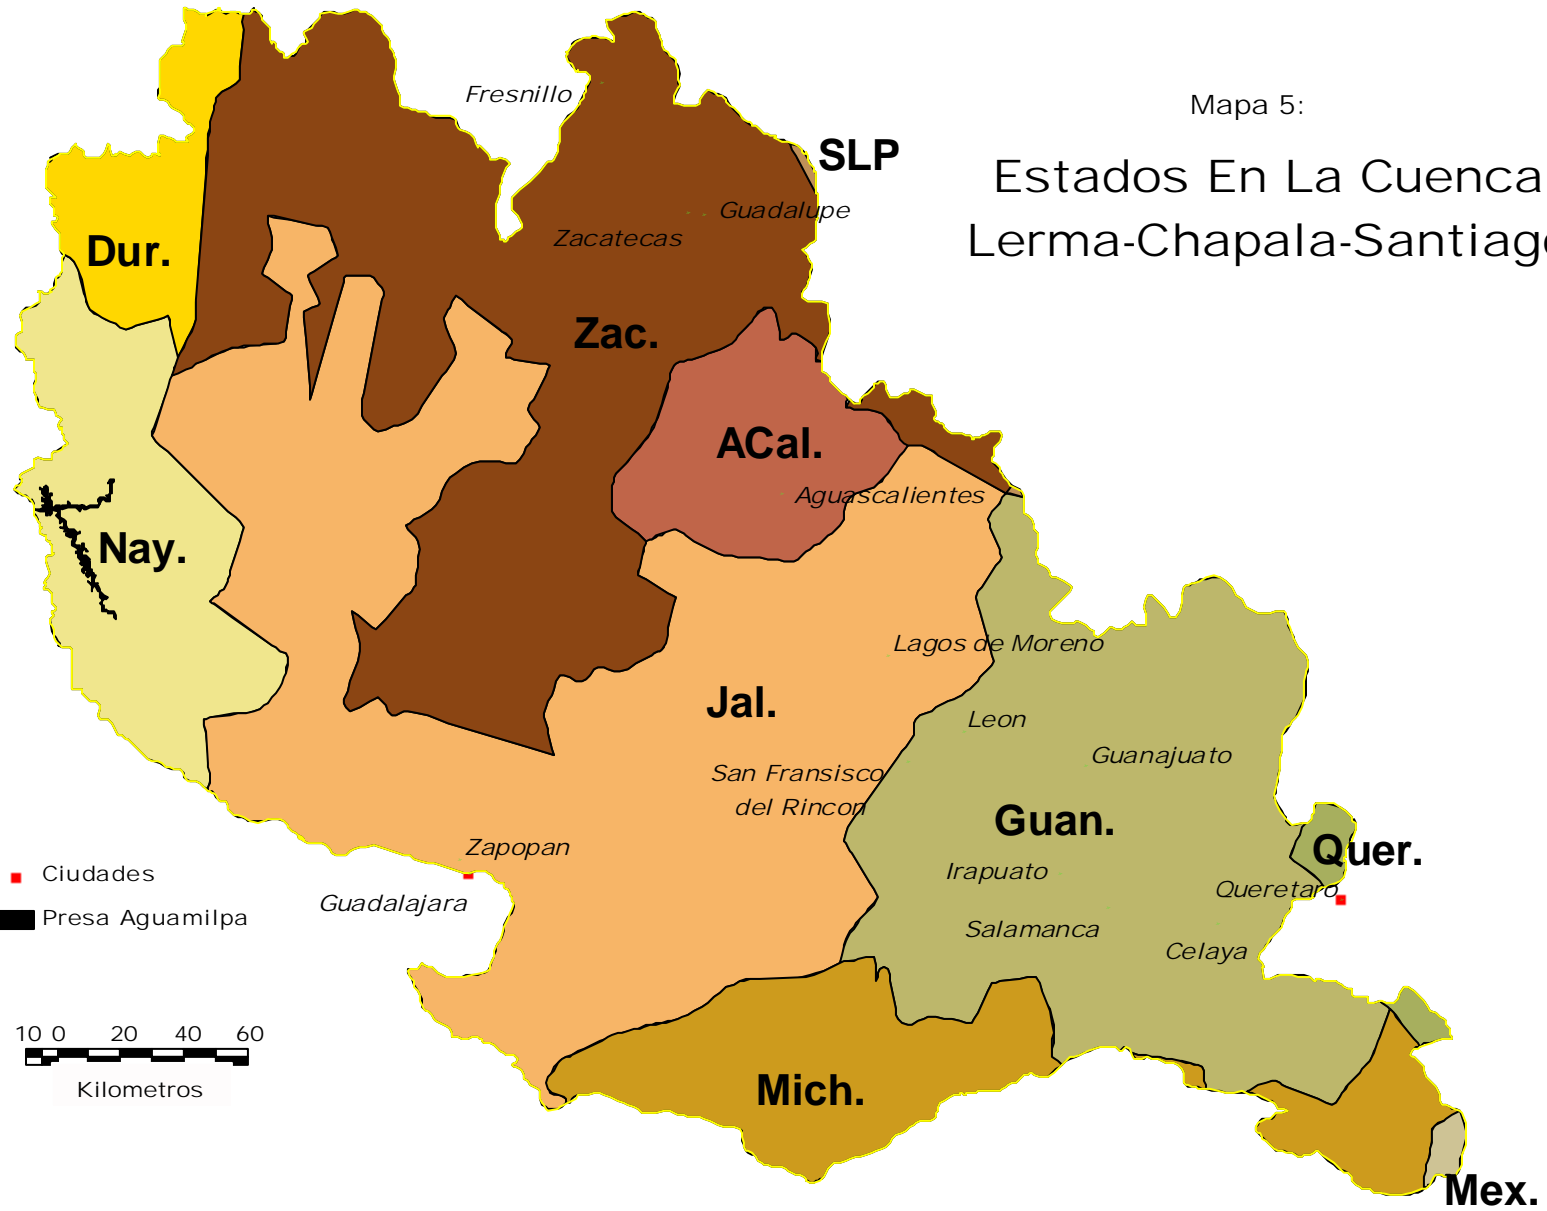 Mapa 5:
Estados En La Cuenca
Lerma-Chapala-Santiago
Fresnillo
SLP
Guadalupe
Zacatecas
Dur.
Zac.
ACal.
Aguascalientes
Nay.
Lagos de Moreno
Jal.
Leon
Guanajuato
San Fransisco
del Rincon
Guan.
Quer.
Zapopan
Irapuato
Queretaro
Guadalajara
Salamanca
Celaya
Ciudades
Presa Aguamilpa
10 0 20 40 60
Kilometros
Mich.
Mex.